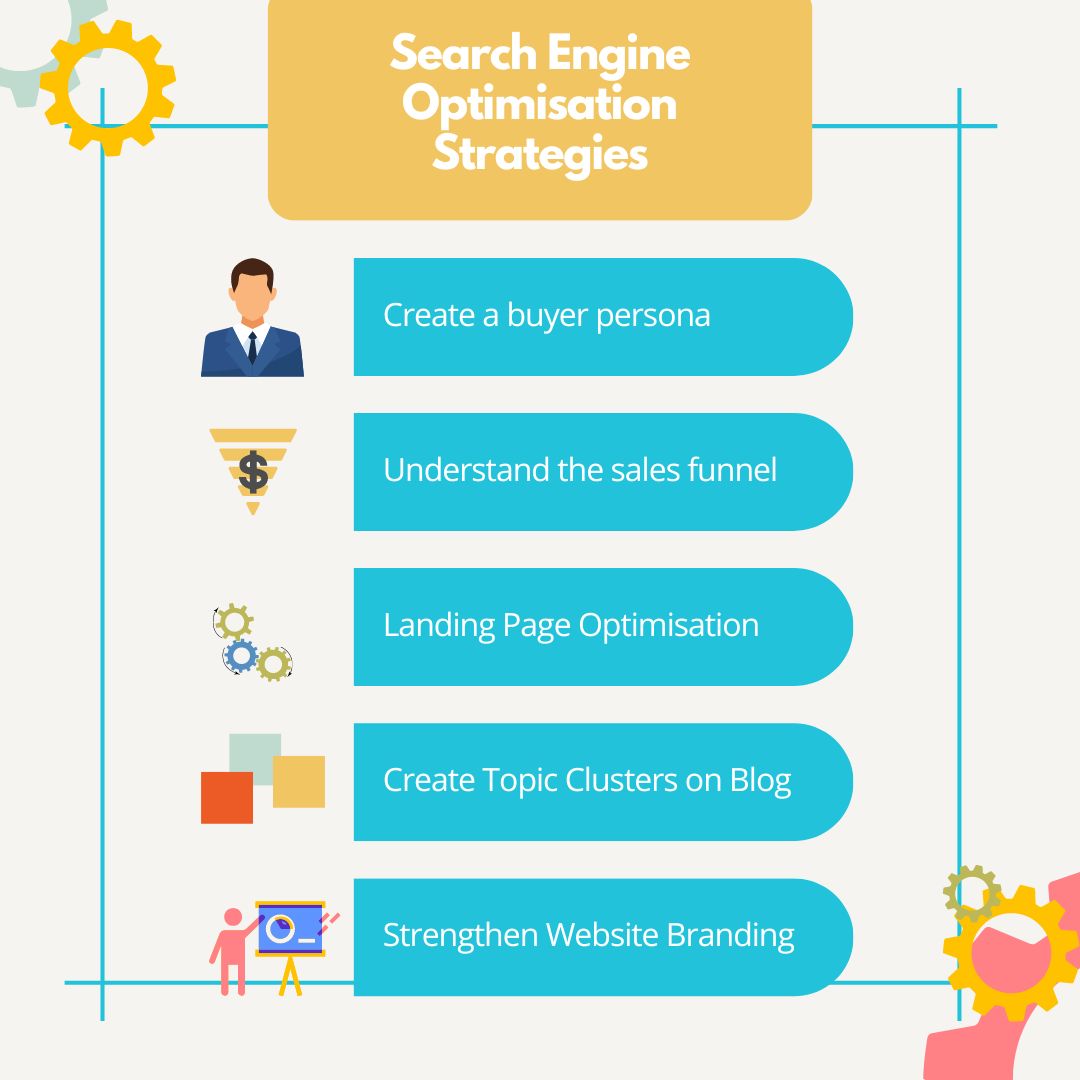 Search Engine
Optimisation
Strategies
Create a buyer persona
$
Understand the sales funnel
Landing Page Optimisation
Create Topic Clusters on Blog
Strengthen Website Branding